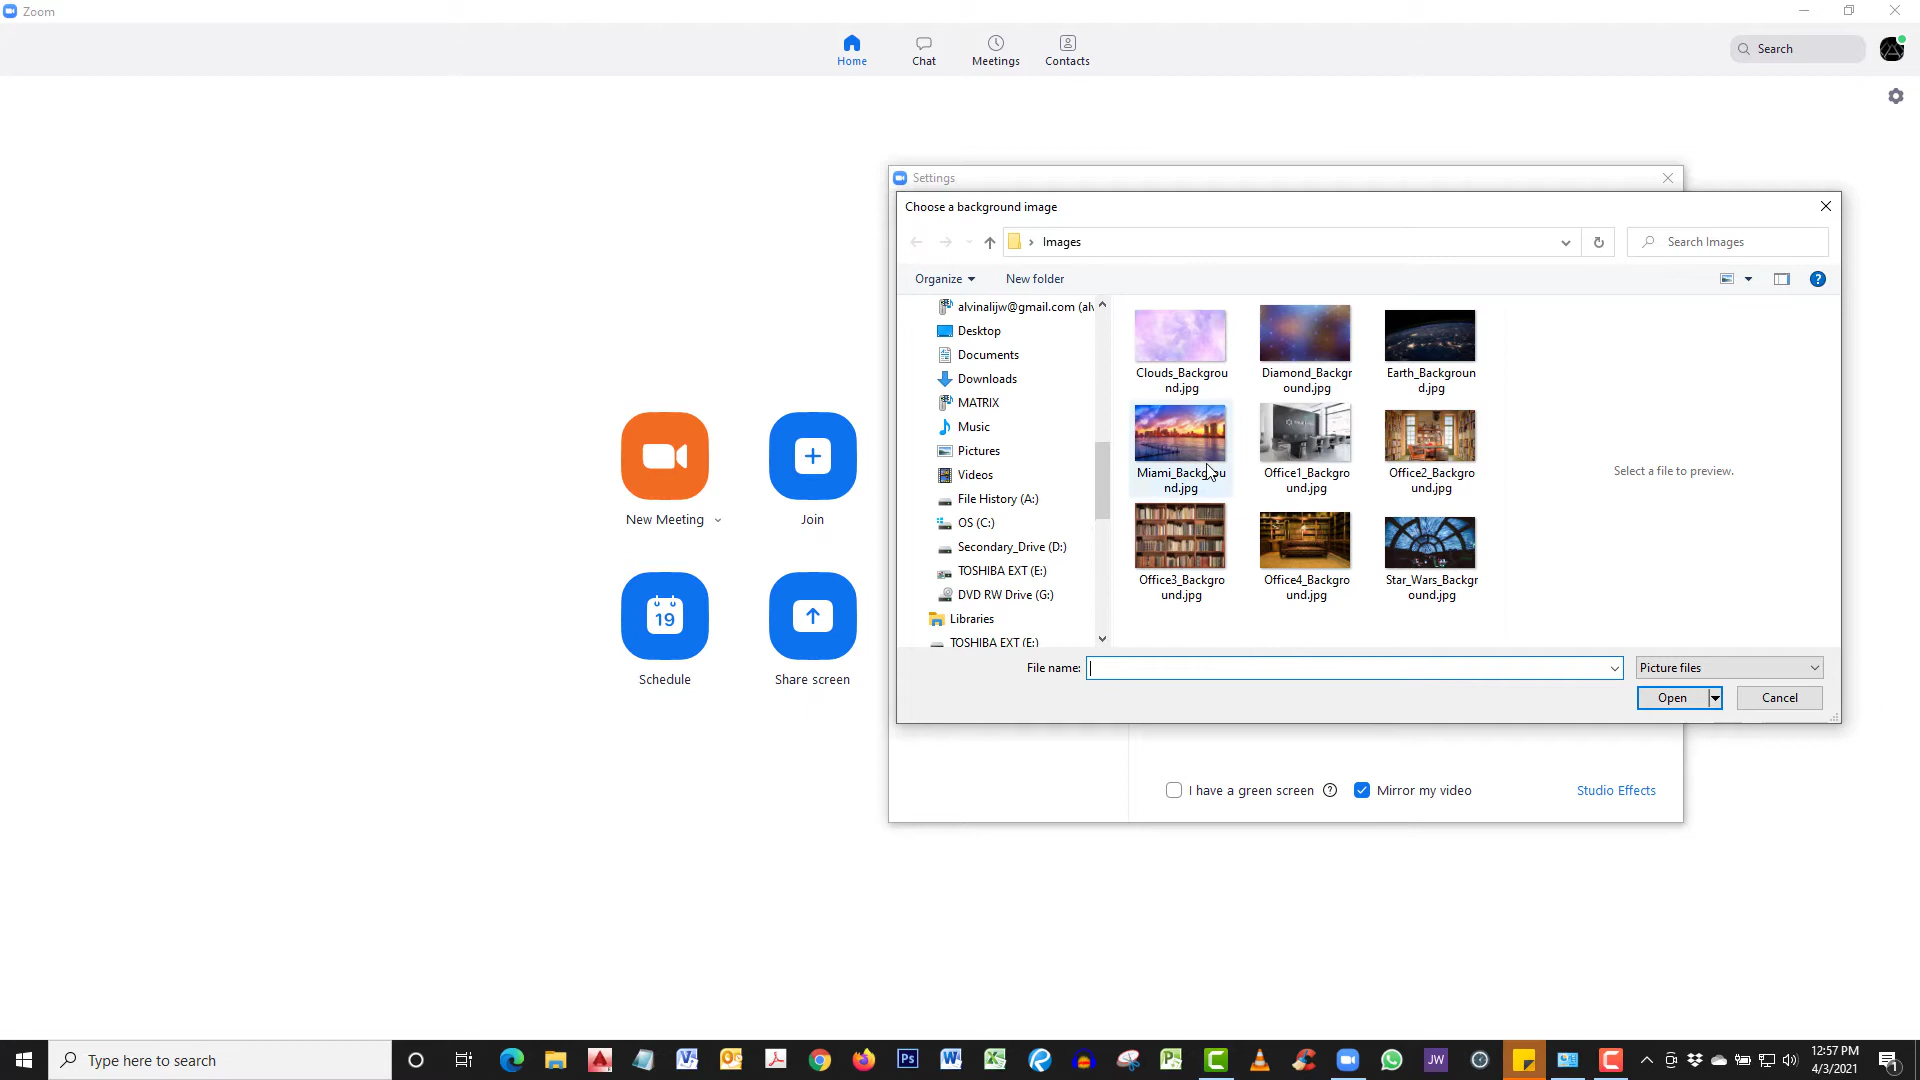 Zoom
Home
Chat
Meetings
Contacts
Search
Settings
Choose a background image
Images
Search Images
Organize
New folder
alvinalijw@gmail.com (alv
Desktop
Documents
Downloads
MATRIX
Music
Pictures
Videos
File History (A:)
OS (C:)
Secondary_Drive (D:)
TOSHIBA EXT (E:)
DVD RW Drive (G:)
Libraries
TOSHIBA EXT (E:)
Clouds_Backgrou
nd.jpg
Diamond_Backgr
ound.jpg
Earth_Backgroun
d.jpg
Miami_Backgrou
nd.jpg
Office1_Backgro
und.jpg
Office2_Backgro
und.jpg
Office3_Backgro
und.jpg
Office4_Backgro
und.jpg
Star_Wars_Backgr
ound.jpg
Select a file to preview.
File name:
Picture files
Open
Cancel
New Meeting
Join
19
Schedule
Share screen
I have a green screen
Mirror my video
Studio Effects
Type here to search
Ps
JW
12:57 PM
4/3/2021
1